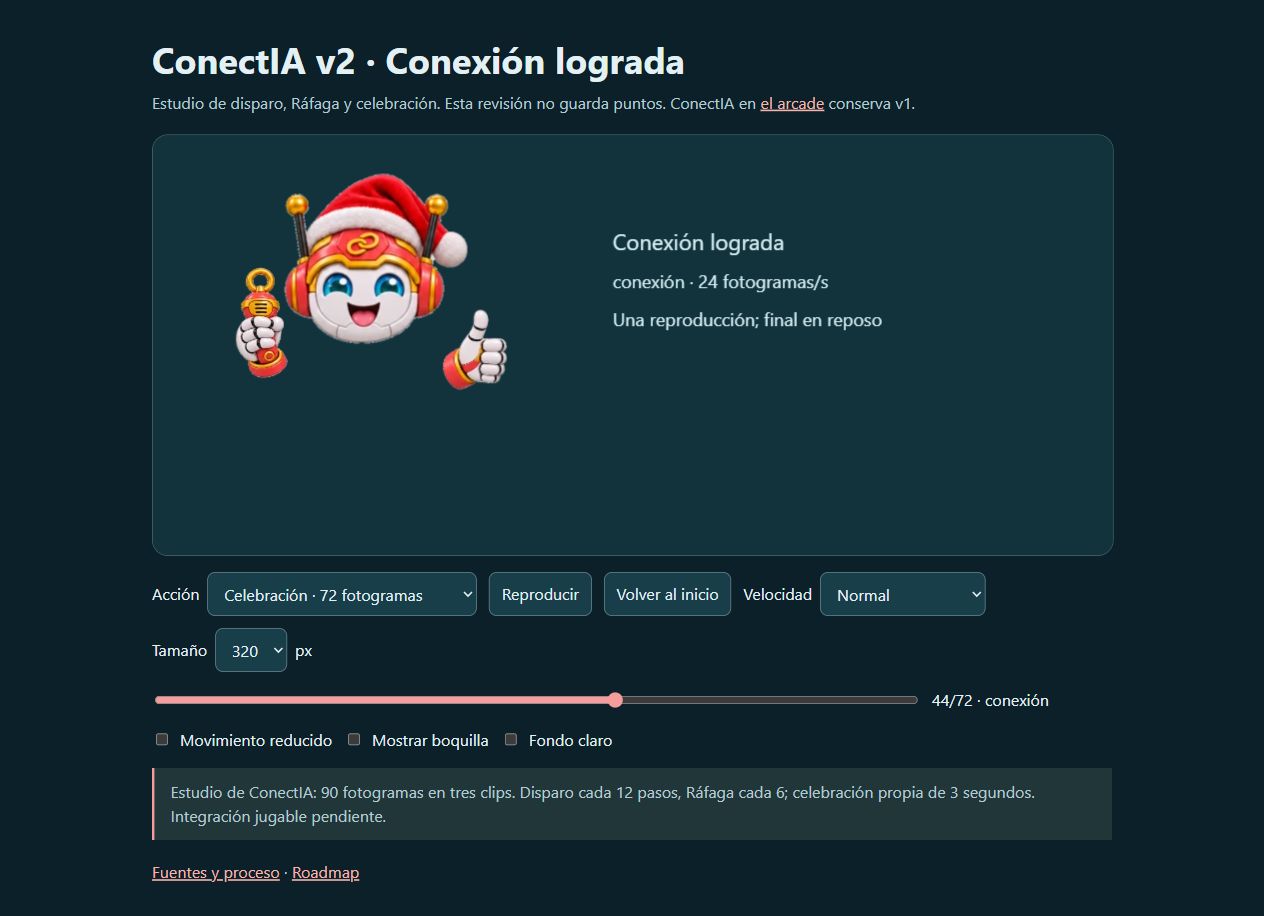 ConectIA v2 · Conexión lograda
Estudio de disparo, Ráfaga y celebración. Esta revisión no guarda puntos. ConectIA en el arcade conserva v1.
Conexión lograda
conexión · 24 fotogramas/s
Una reproducción; final en reposo
Acción Celebración · 72 fotogramas Reproducir Volver al inicio Velocidad Normal
Tamaño 320 px
44/72 · conexión
Movimiento reducido Mostrar boquilla Fondo claro
Estudio de ConectIA: 90 fotogramas en tres clips. Disparo cada 12 pasos, Ráfaga cada 6; celebración propia de 3 segundos.
Integración jugable pendiente.
Fuentes y proceso · Roadmap